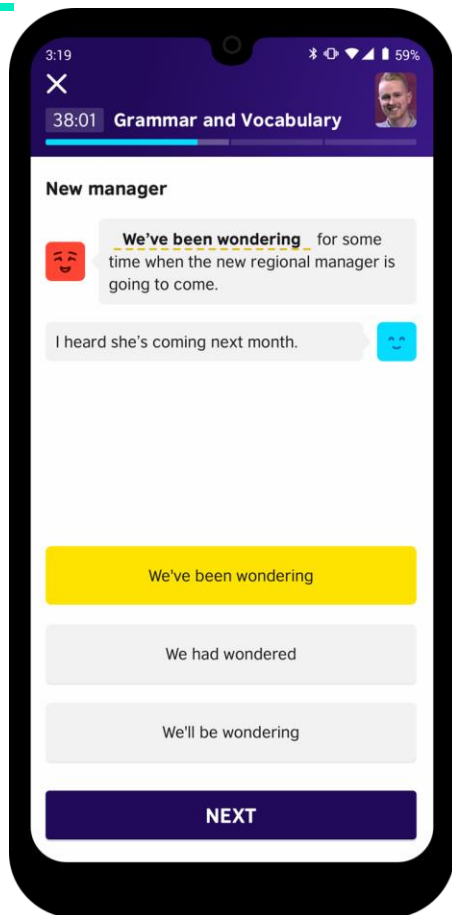 3:19
59%
38:01 Grammar and Vocabulary
New manager
We've been wondering for some
time when the new regional manager is
going to come.
I heard she's coming next month.
We've been wondering
We had wondered
We'll be wondering
NEXT